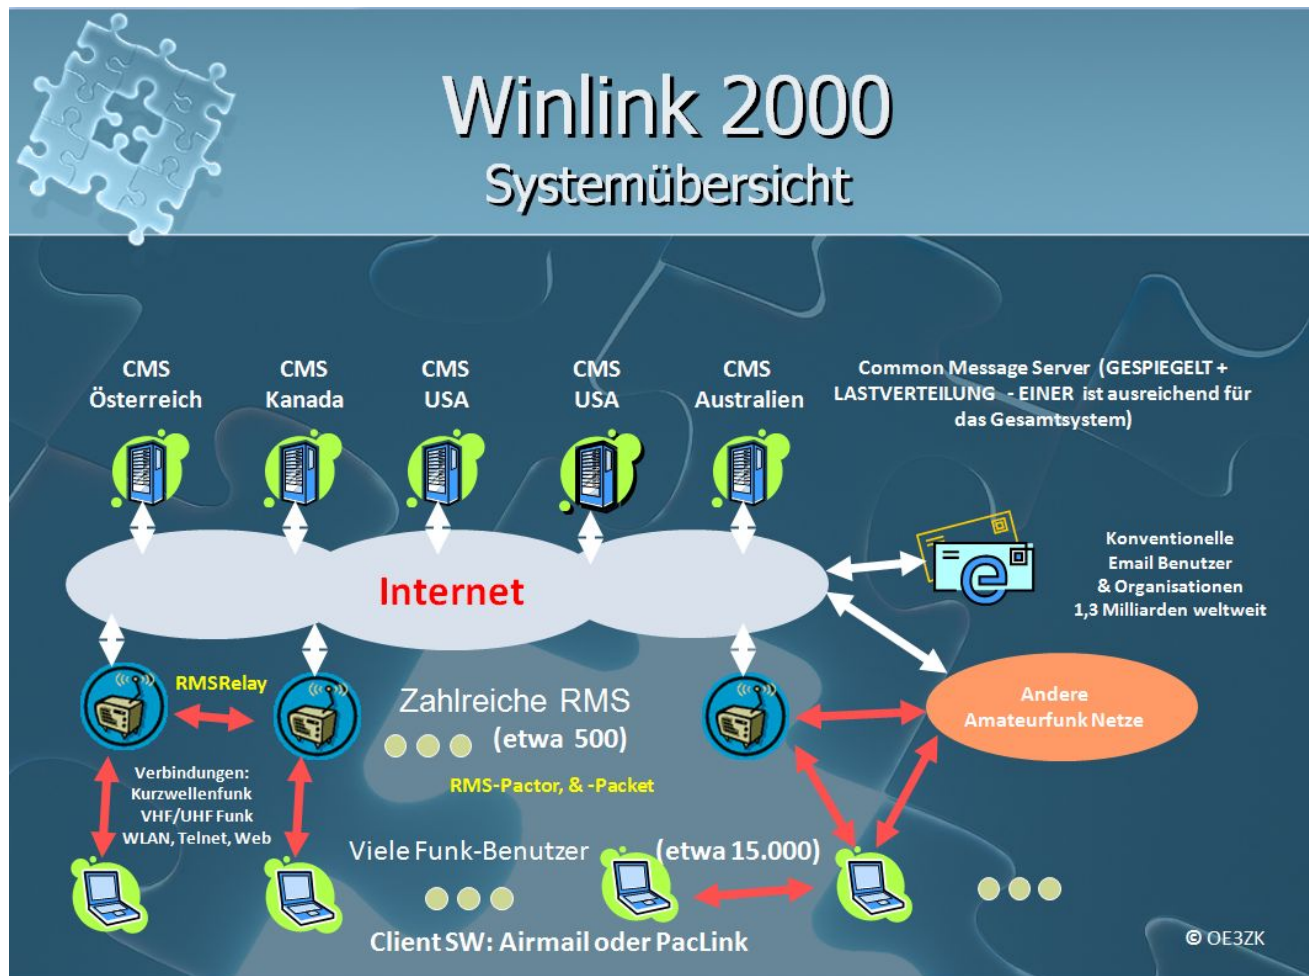 Winlink 2000
Systemübersicht
CMS
Österreich
CMS
Kanada
CMS
USA
CMS
USA
CMS
Australien
Common Message Server (GESPIEGELT +
LASTVERTEILUNG - EINER ist ausreichend für
das Gesamtsystem)
Internet
Konventionelle
Email Benutzer
& Organisationen
1,3 Milliarden weltweit
RMSRelay
Zahlreiche RMS
(etwa 500)
Andere
Amateurfunk Netze
Verbindungen:
Kurzwellenfunk
VHF/UHF Funk
WLAN, Telnet, Web
RMS-Pactor, & -Packet
Viele Funk-Benutzer (etwa 15.000)
Client SW: Airmail oder PacLink
© OE3ZK